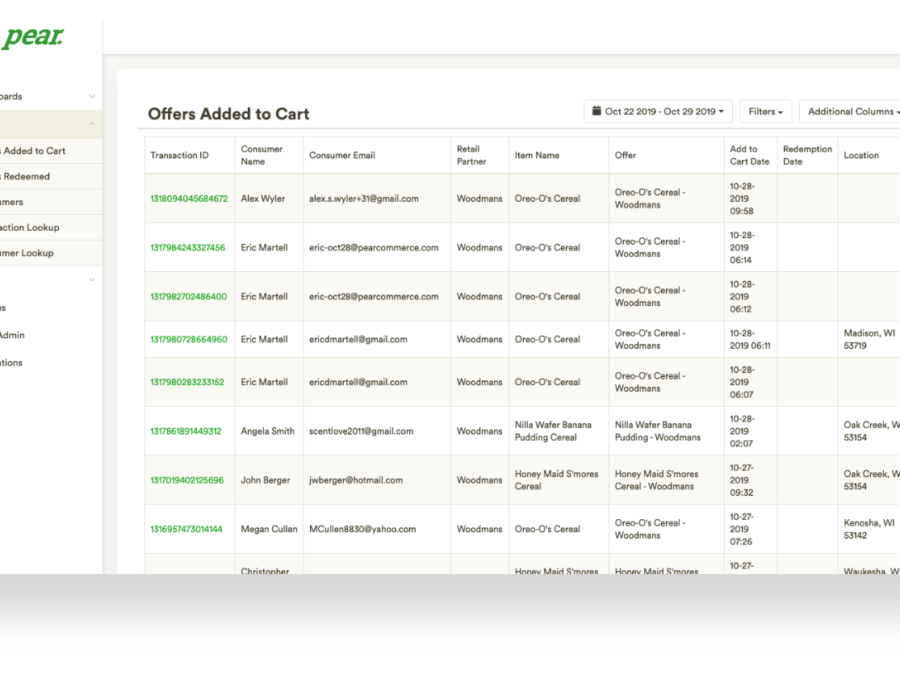 pear.
Offers Added to Cart
Oct 22 2019 - Oct 29 2019
Filters
Additional Columns
Added to Cart
Redeemed
action Lookup
Lookup
Admin
Transaction ID
Consumer
Name
Consumer Email
Retail
Partner
Item Name
Offer
Add to
Cart Date
Redemption
Date
Location
1318094045684672
Alex Wyler
alex.s.wyler+31@gmail.com
Woodmans
Oreo-O's Cereal
Oreo-O's Cereal -
Woodmans
10-28-
2019
09:58
1317984243327456
Eric Martell
eric-oct28@pearcommerce.com
Woodmans
Oreo-O's Cereal
Oreo-O's Cereal -
Woodmans
10-28-
2019
06:14
1317982702486400
Eric Martell
eric-oct28@pearcommerce.com
Woodmans
Oreo-O's Cereal
Oreo-O's Cereal -
Woodmans
10-28-
2019
06:12
1317980728664960
Eric Martell
ericdmartell@gmail.com
Woodmans
Oreo-O's Cereal
Oreo-O's Cereal -
Woodmans
10-28-
2019 06:11
Madison, WI
53719
1317980283233152
Eric Martell
ericdmartell@gmail.com
Woodmans
Oreo-O's Cereal
Oreo-O's Cereal -
Woodmans
10-28-
2019
06:07
1317861891449312
Angela Smith
scentlove2011@gmail.com
Woodmans
Nilla Wafer Banana
Pudding Cereal
Nilla Wafer Banana
Pudding - Woodmans
10-28-
2019
02:07
Oak Creek, W
53154
1317019402125696
John Berger
jwberger@hotmail.com
Woodmans
Honey Maid S'mores
Cereal
Honey Maid S'mores
Cereal - Woodmans
10-27-
2019
09:32
Oak Creek, W
53154
1316957473014144
Megan Cullen
MCullen8830@yahoo.com
Woodmans
Oreo-O's Cereal
Oreo-O's Cereal -
Woodmans
10-27-
2019
07:26
Kenosha, WI
53142
Christopher
Honey Maid S'mores
Honey Maid S'mores
10-27-
Waukesha, W